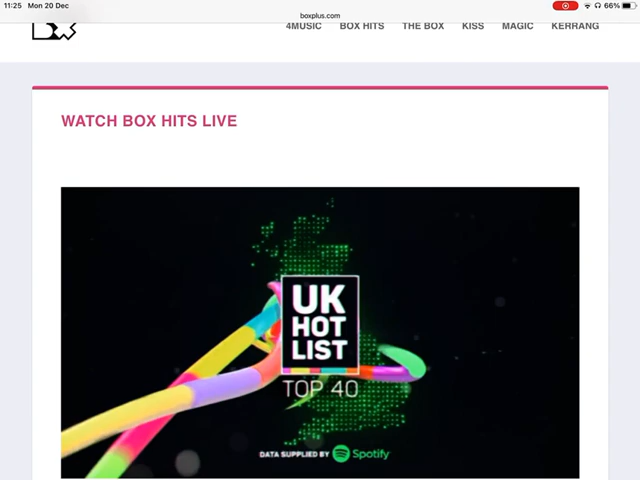 11:25 Mon 20 Dec
66%
boxplus.com
4MUSIC BOX HITS THE BOX KISS MAGIC KERRANG
WATCH BOX HITS LIVE
UK
HOT
LIST
TOP 40
DATA SUPPLIED BY Spotify